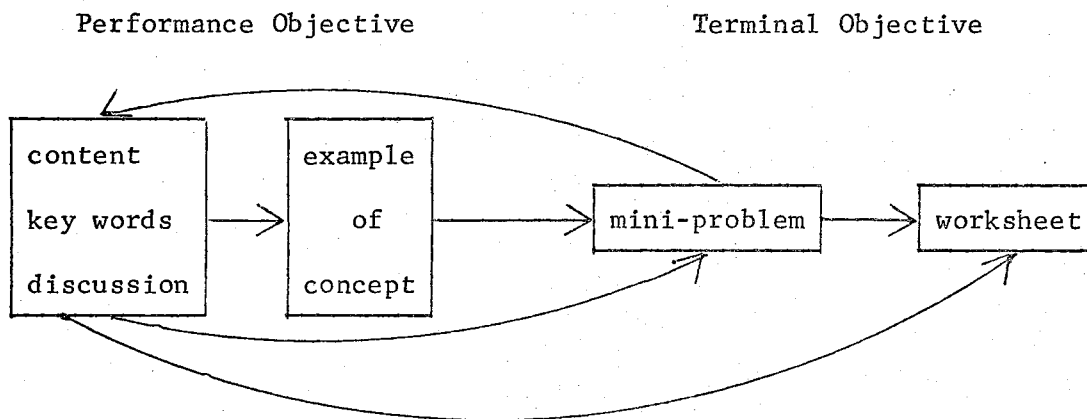 Performance Objective
Terminal Objective
content
key words
discussion
example
of
concept
mini-problem
worksheet